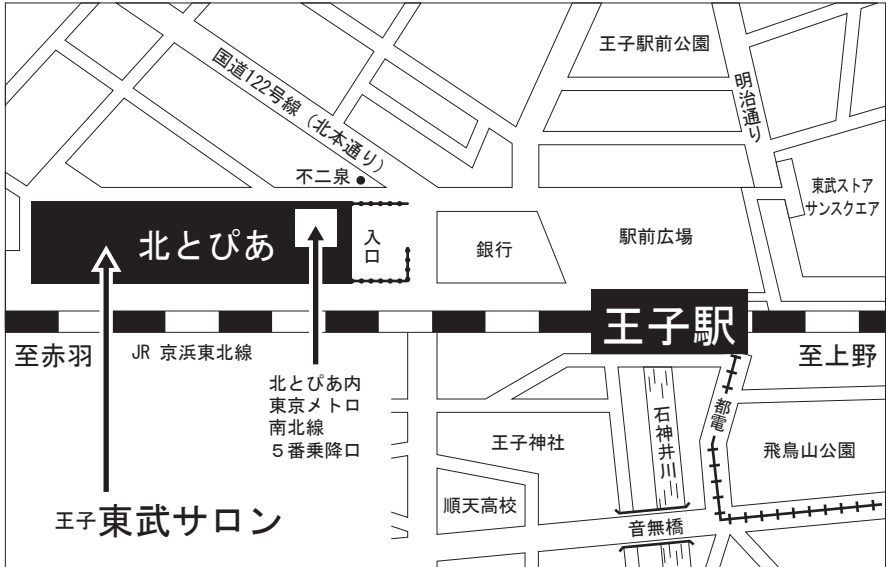 王子駅前公園
国道122号線（北本通り）
明治通り
不二泉
東武ストア
サンスクエア
北とぴあ
入口
銀行
駅前広場
王子駅
至赤羽
JR 京浜東北線
至上野
北とぴあ内
東京メトロ
南北線
５番乗降口
都電
石神井川
王子神社
飛鳥山公園
順天高校
音無橋
王子東武サロン